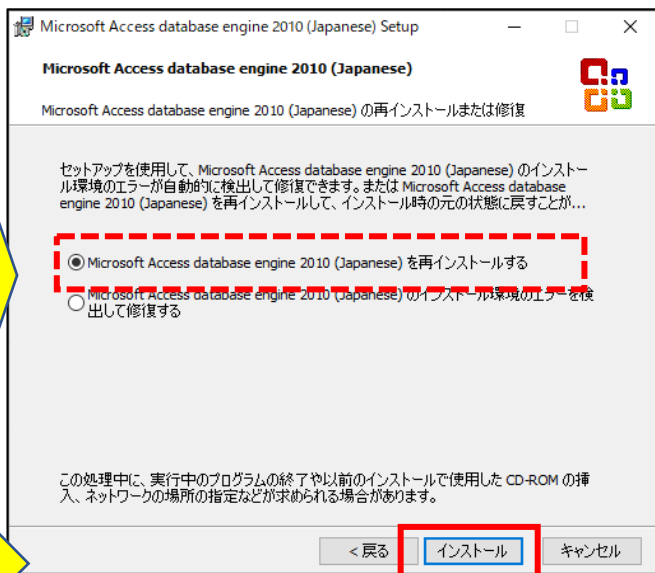 Microsoft Access database engine 2010 (Japanese) Setup
Microsoft Access database engine 2010 (Japanese)
Microsoft Access database engine 2010 (Japanese) の再インストールまたは修復
セットアップを使用して、Microsoft Access database engine 2010 (Japanese) のインストー
ル環境のエラーが自動的に検出して修復できます。または Microsoft Access database
engine 2010 (Japanese) を再インストールして、インストール時の元の状態に戻すことが...
Microsoft Access database engine 2010 (Japanese) を再インストールする
Microsoft Access database engine 2010 (Japanese) のインストール環境のエラーを検
出して修復する
この処理中に、実行中のプログラムの終了や以前のインストールで使用した CD-ROM の挿
入、ネットワークの場所の指定などが求められる場合があります。
< 戻る インストール キャンセル